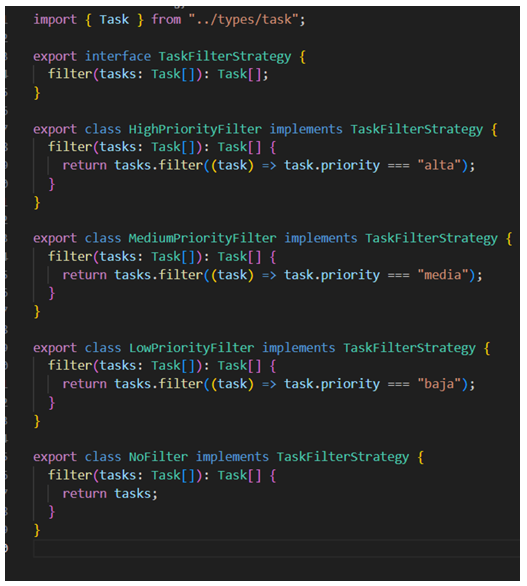 import { Task } from "../types/task";
export interface TaskFilterStrategy {
filter(tasks: Task[]): Task[];
}
export class HighPriorityFilter implements TaskFilterStrategy {
filter(tasks: Task[]): Task[] {
return tasks.filter((task) => task.priority === "alta");
}
}
export class MediumPriorityFilter implements TaskFilterStrategy {
filter(tasks: Task[]): Task[] {
return tasks.filter((task) => task.priority === "media");
}
}
export class LowPriorityFilter implements TaskFilterStrategy {
filter(tasks: Task[]): Task[] {
return tasks.filter((task) => task.priority === "baja");
}
}
export class NoFilter implements TaskFilterStrategy {
filter(tasks: Task[]): Task[] {
return tasks;
}
}